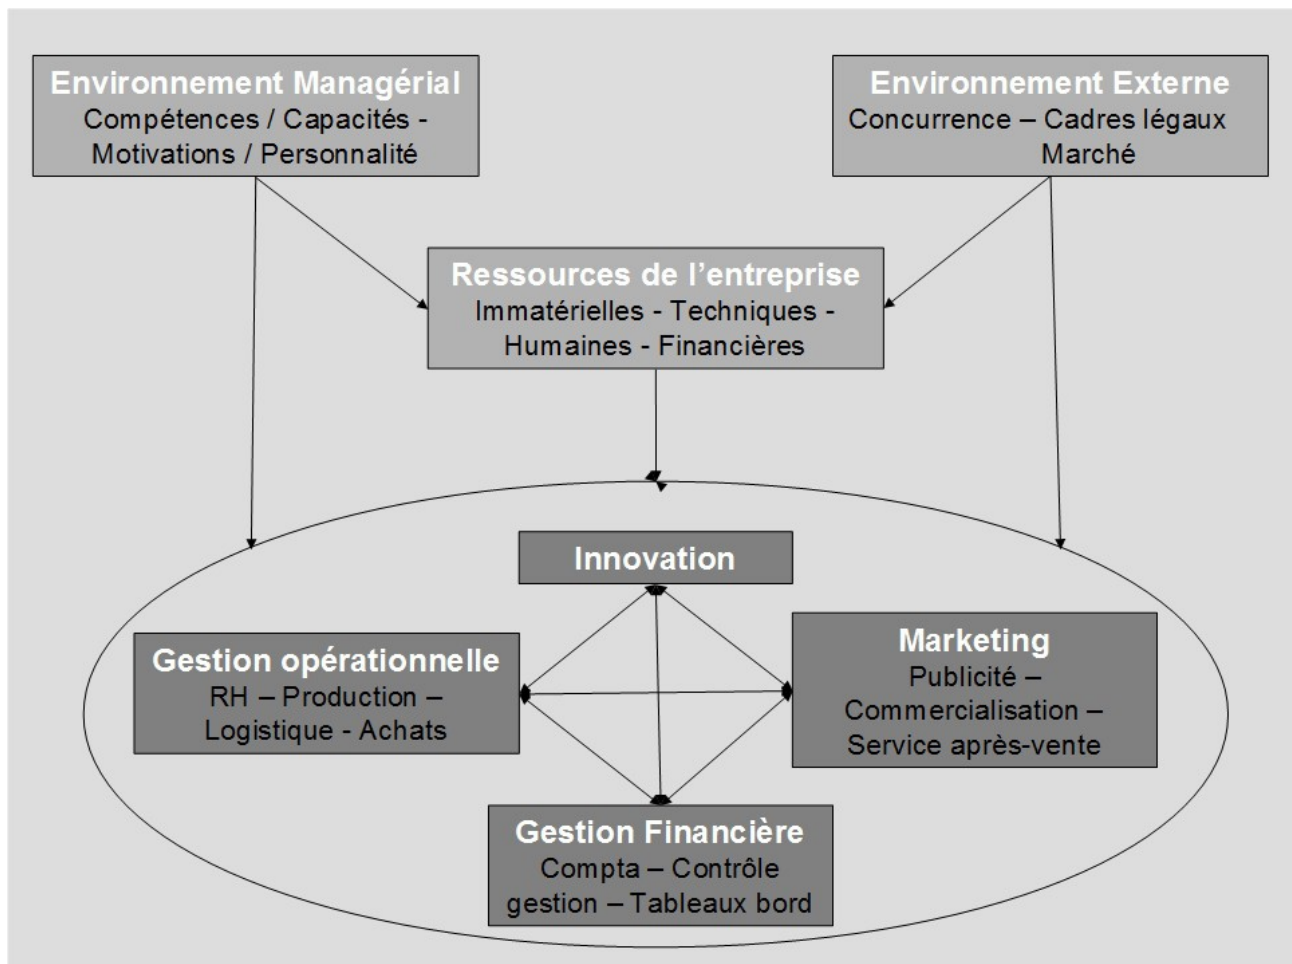 Environnement Managérial
Compétences / Capacités -
Motivations / Personnalité
Environnement Externe
Concurrence – Cadres légaux
Marché
Ressources de l’entreprise
Immatérielles - Techniques -
Humaines - Financières
Innovation
Gestion opérationnelle
RH – Production –
Logistique - Achats
Marketing
Publicité –
Commercialisation –
Service après-vente
Gestion Financière
Compta – Contrôle
gestion – Tableaux bord